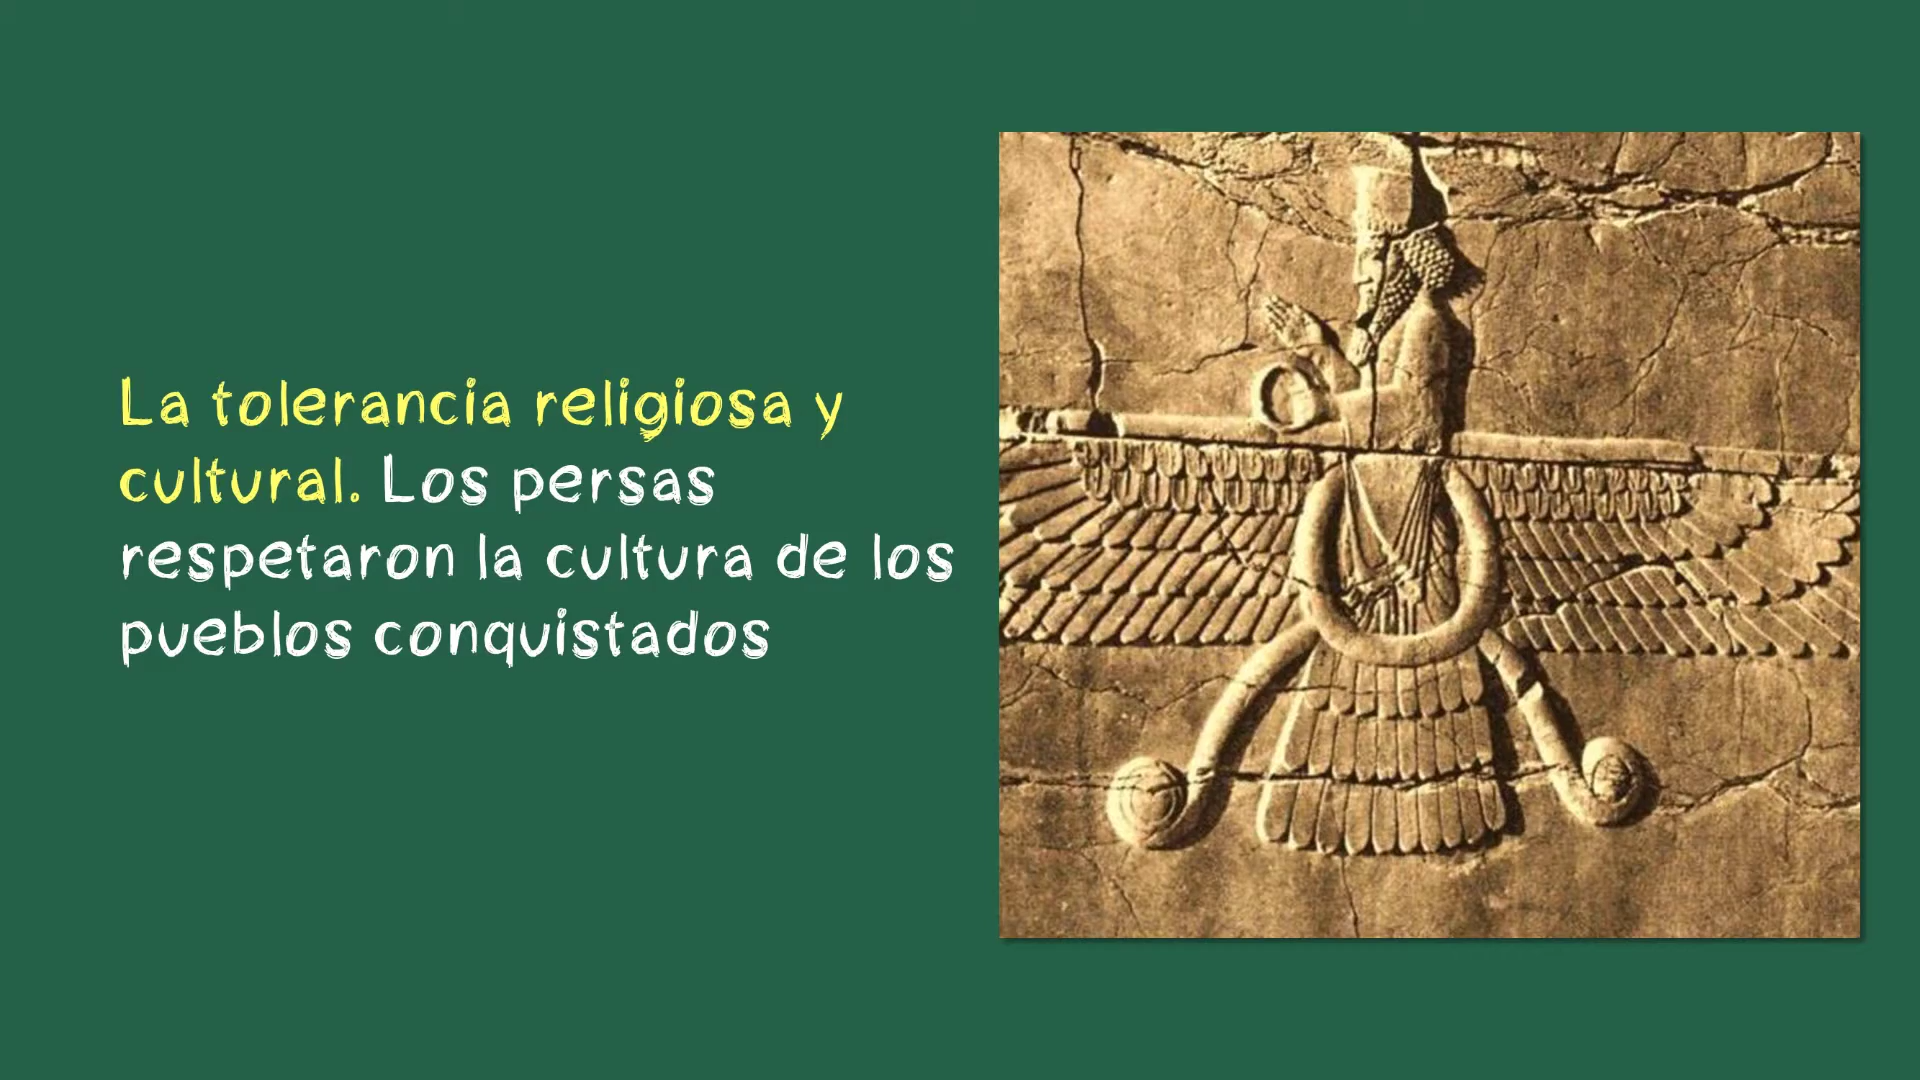 La tolerancia religiosa y
cultural. Los persas
respetaron la cultura de los
pueblos conquistados